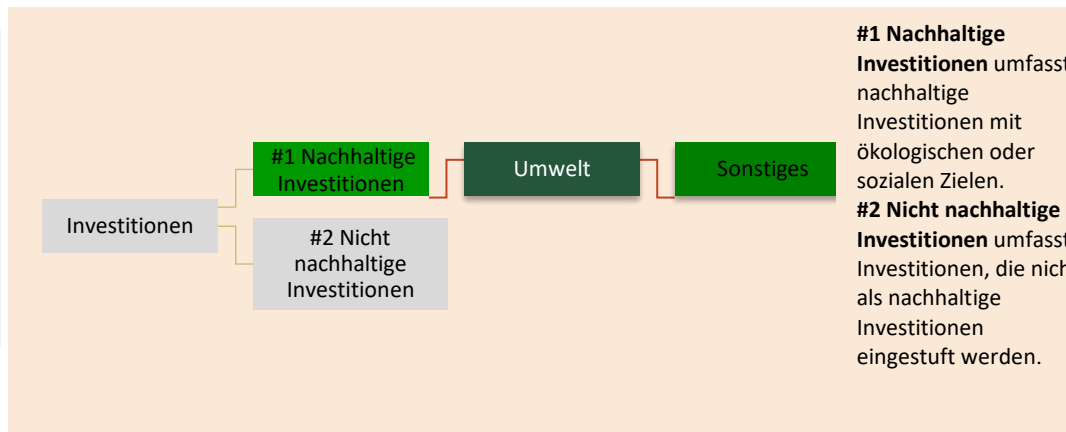 Investitionen
#1 Nachhaltige
Investitionen
#2 Nicht
nachhaltige
Investitionen
Umwelt
Sonstiges
#1 Nachhaltige
Investitionen umfasst
nachhaltige
Investitionen mit
ökologischen oder
sozialen Zielen.
#2 Nicht nachhaltige
Investitionen umfasst
Investitionen, die nich
als nachhaltige
Investitionen
eingestuft werden.